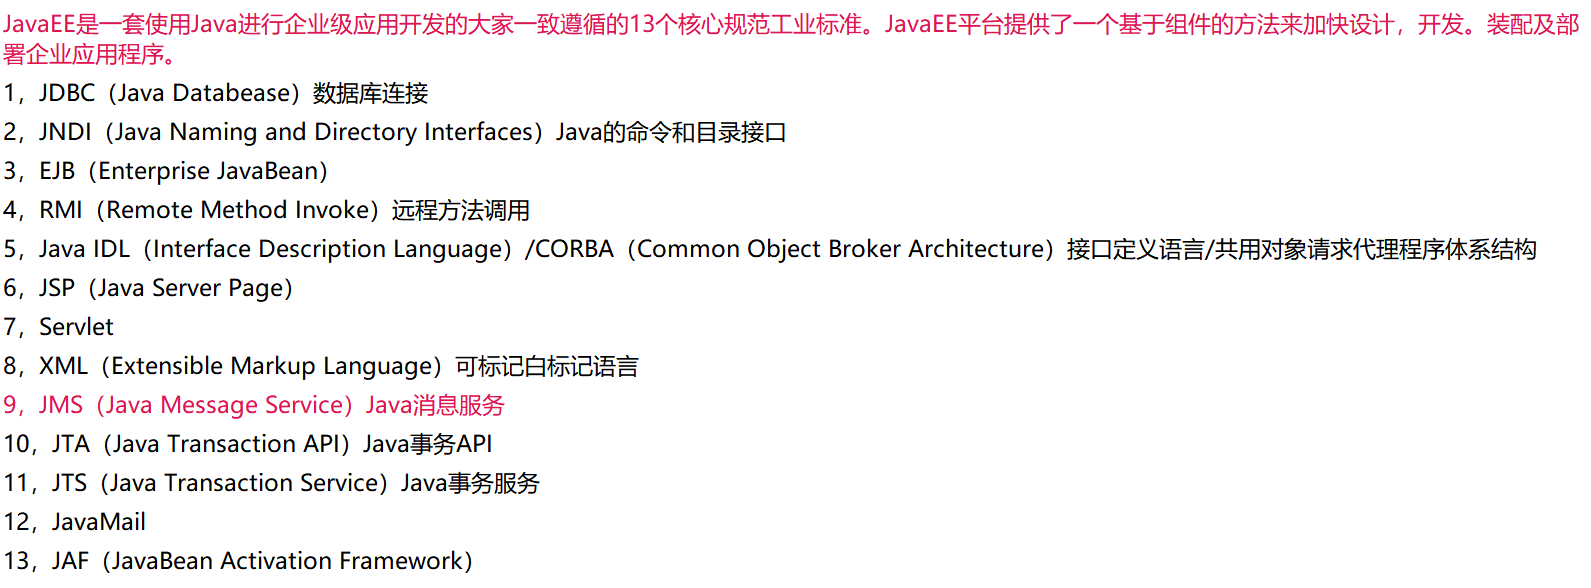 JavaEE是一套使用Java进行企业级应用开发的大家一致遵循的13个核心规范工业标准。JavaEE平台提供了一个基于组件的方法来加快设计，开发。装配及部
署企业应用程序。
1，JDBC（Java Databease）数据库连接
2，JNDI（Java Naming and Directory Interfaces）Java的命令和目录接口
3，EJB（Enterprise JavaBean）
4，RMI（Remote Method Invoke）远程方法调用
5，Java IDL（Interface Description Language）/CORBA（Common Object Broker Architecture）接口定义语言/共用对象请求代理程序体系结构
6，JSP（Java Server Page）
7，Servlet
8，XML（Extensible Markup Language）可标记白标记语言
9，JMS（Java Message Service）Java消息服务
10，JTA（Java Transaction API）Java事务API
11，JTS（Java Transaction Service）Java事务服务
12，JavaMail
13，JAF（JavaBean Activation Framework）